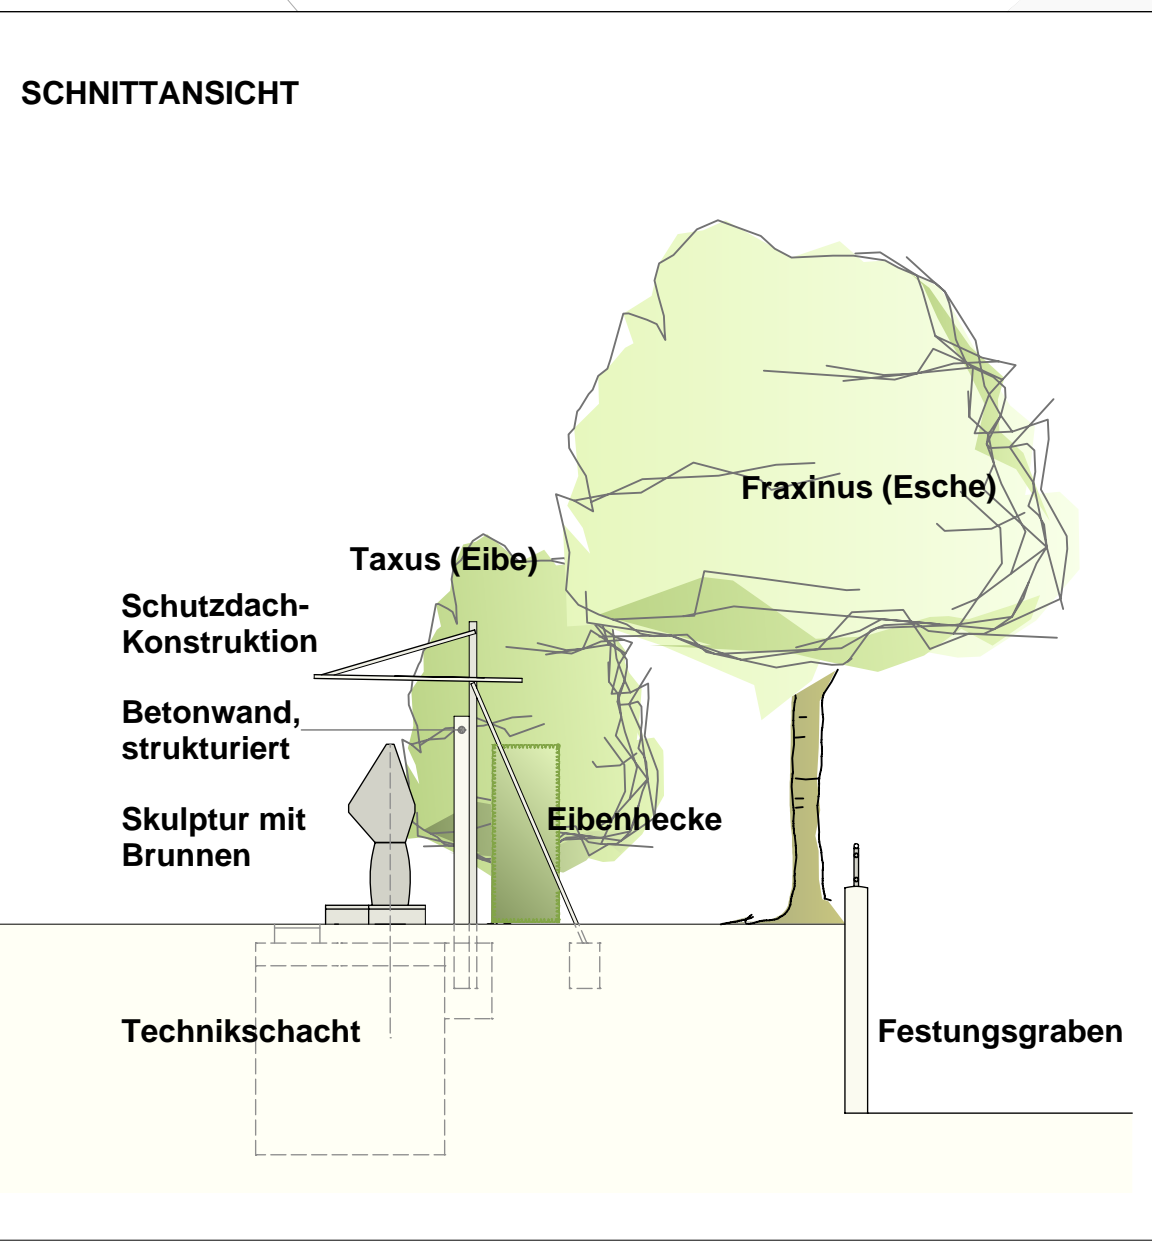 SCHNITTANSICHT
Fraxinus (Esche)
Taxus (Eibe)
Schutzdach-
Konstruktion
Betonwand,
strukturiert
Skulptur mit
Brunnen
Eibenhecke
Technikschacht
Festungsgraben